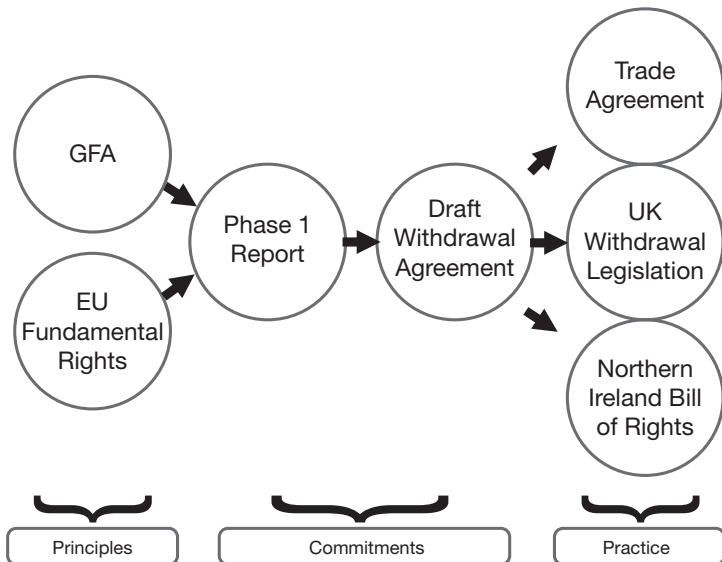 GFA
EU
Fundamental
Rights
Phase 1
Report
Draft
Withdrawal
Agreement
Trade
Agreement
UK
Withdrawal
Legislation
Northern
Ireland Bill
of Rights
Principles
Commitments
Practice